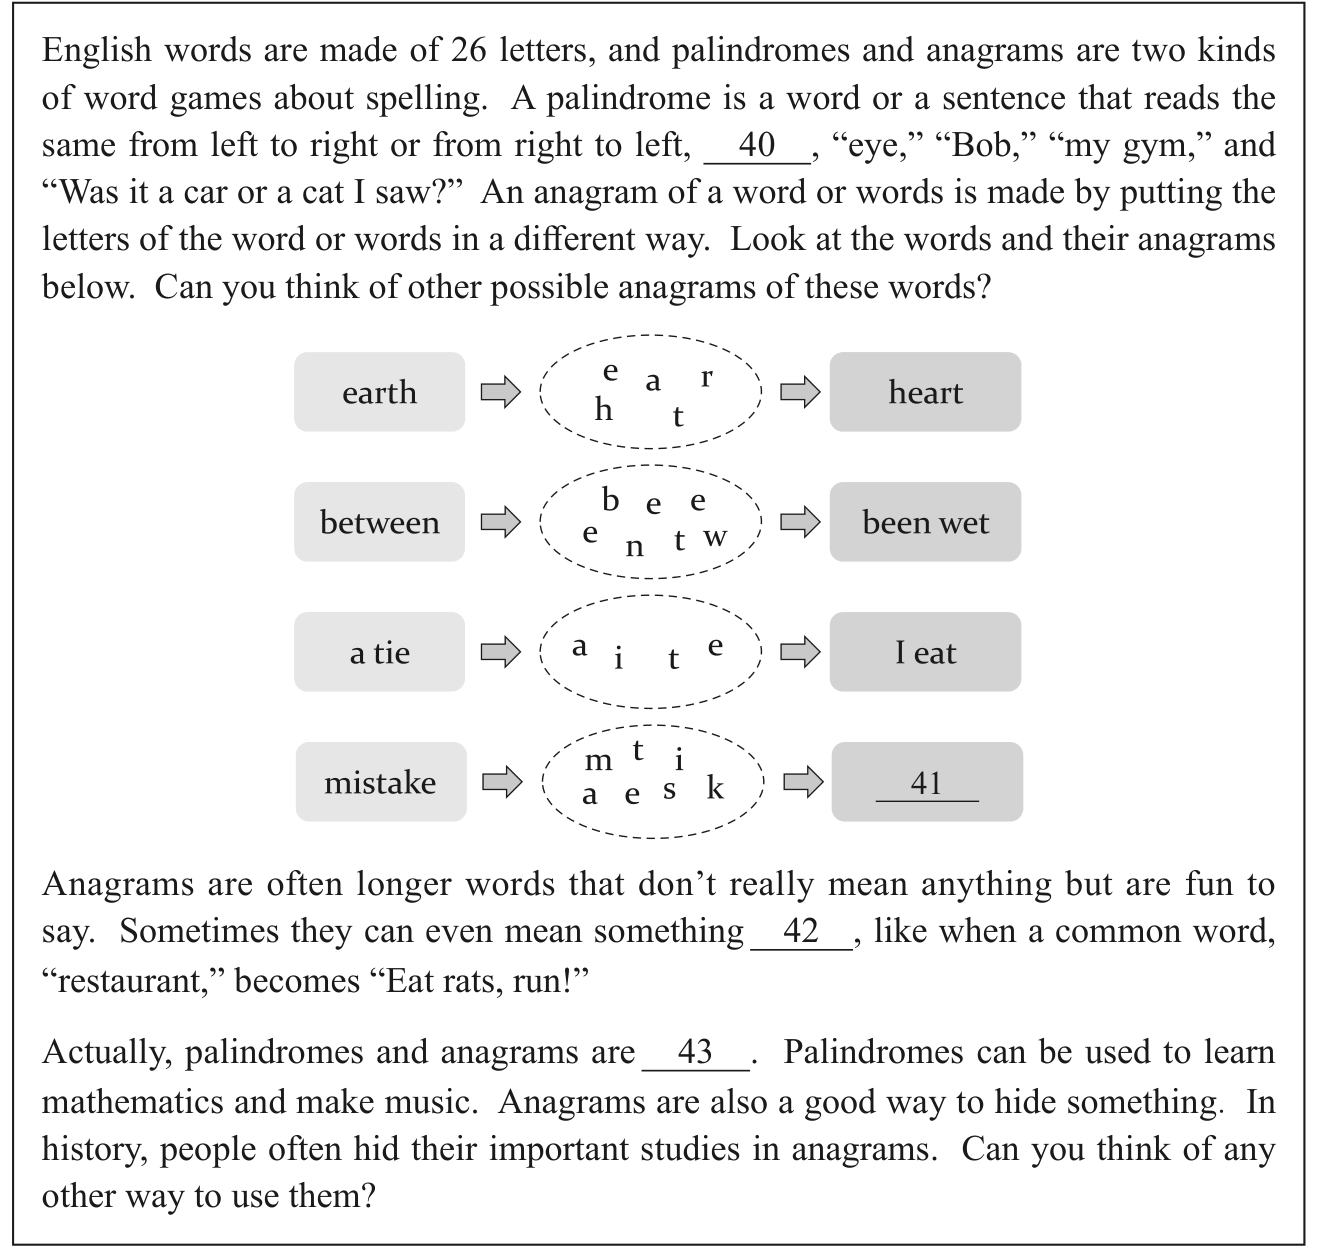 English words are made of 26 letters, and palindromes and anagrams are two kinds
of word games about spelling. A palindrome is a word or a sentence that reads the
same from left to right or from right to left, 40 , “eye,” “Bob,” “my gym,” and
“Was it a car or a cat I saw?” An anagram of a word or words is made by putting the
letters of the word or words in a different way. Look at the words and their anagrams
below. Can you think of other possible anagrams of these words?
earth
e a r
h t
heart
between
b e e
e n t w
been wet
a tie
a i t e
I eat
mistake
m t i
a e s k
41
Anagrams are often longer words that don’t really mean anything but are fun to
say. Sometimes they can even mean something 42 , like when a common word,
“restaurant,” becomes “Eat rats, run!”
Actually, palindromes and anagrams are 43 . Palindromes can be used to learn
mathematics and make music. Anagrams are also a good way to hide something. In
history, people often hid their important studies in anagrams. Can you think of any
other way to use them?